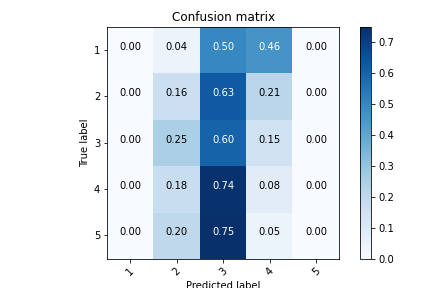 Confusion matrix
True label
1 0.00 0.04 0.50 0.46 0.00
2 0.00 0.16 0.63 0.21 0.00
3 0.00 0.25 0.60 0.15 0.00
4 0.00 0.18 0.74 0.08 0.00
5 0.00 0.20 0.75 0.05 0.00
1 2 3 4 5
Predicted label
0.7
0.6
0.5
0.4
0.3
0.2
0.1
0.0